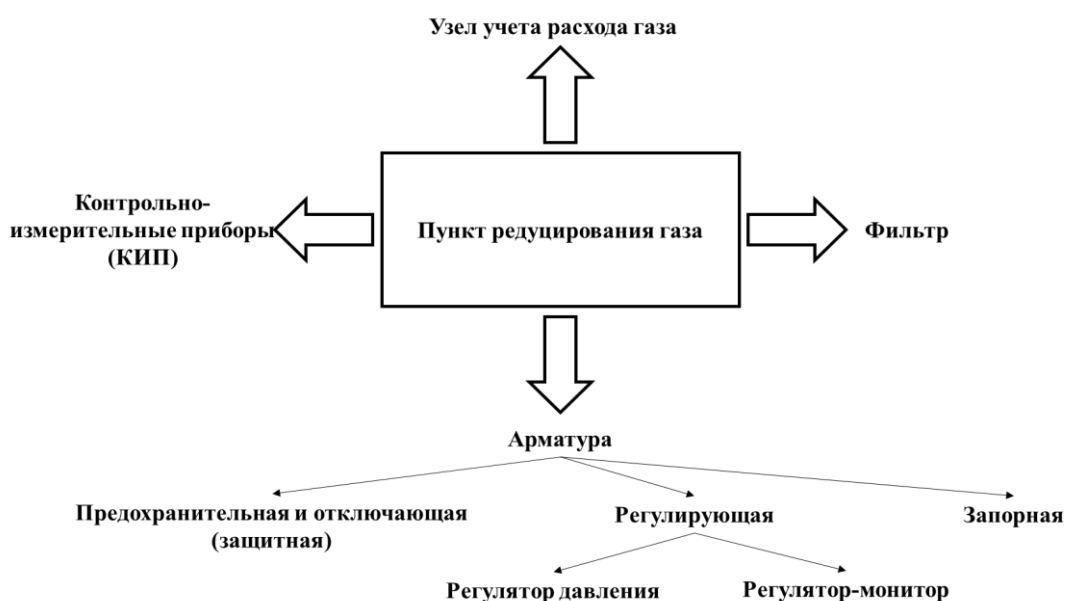 Узел учета расхода газа
Контрольно-
измерительные приборы
(КИП)
Пункт редуцирования газа
Фильтр
Арматура
Предохранительная и отключающая
(защитная)
Регулирующая
Запорная
Регулятор давления
Регулятор-монитор